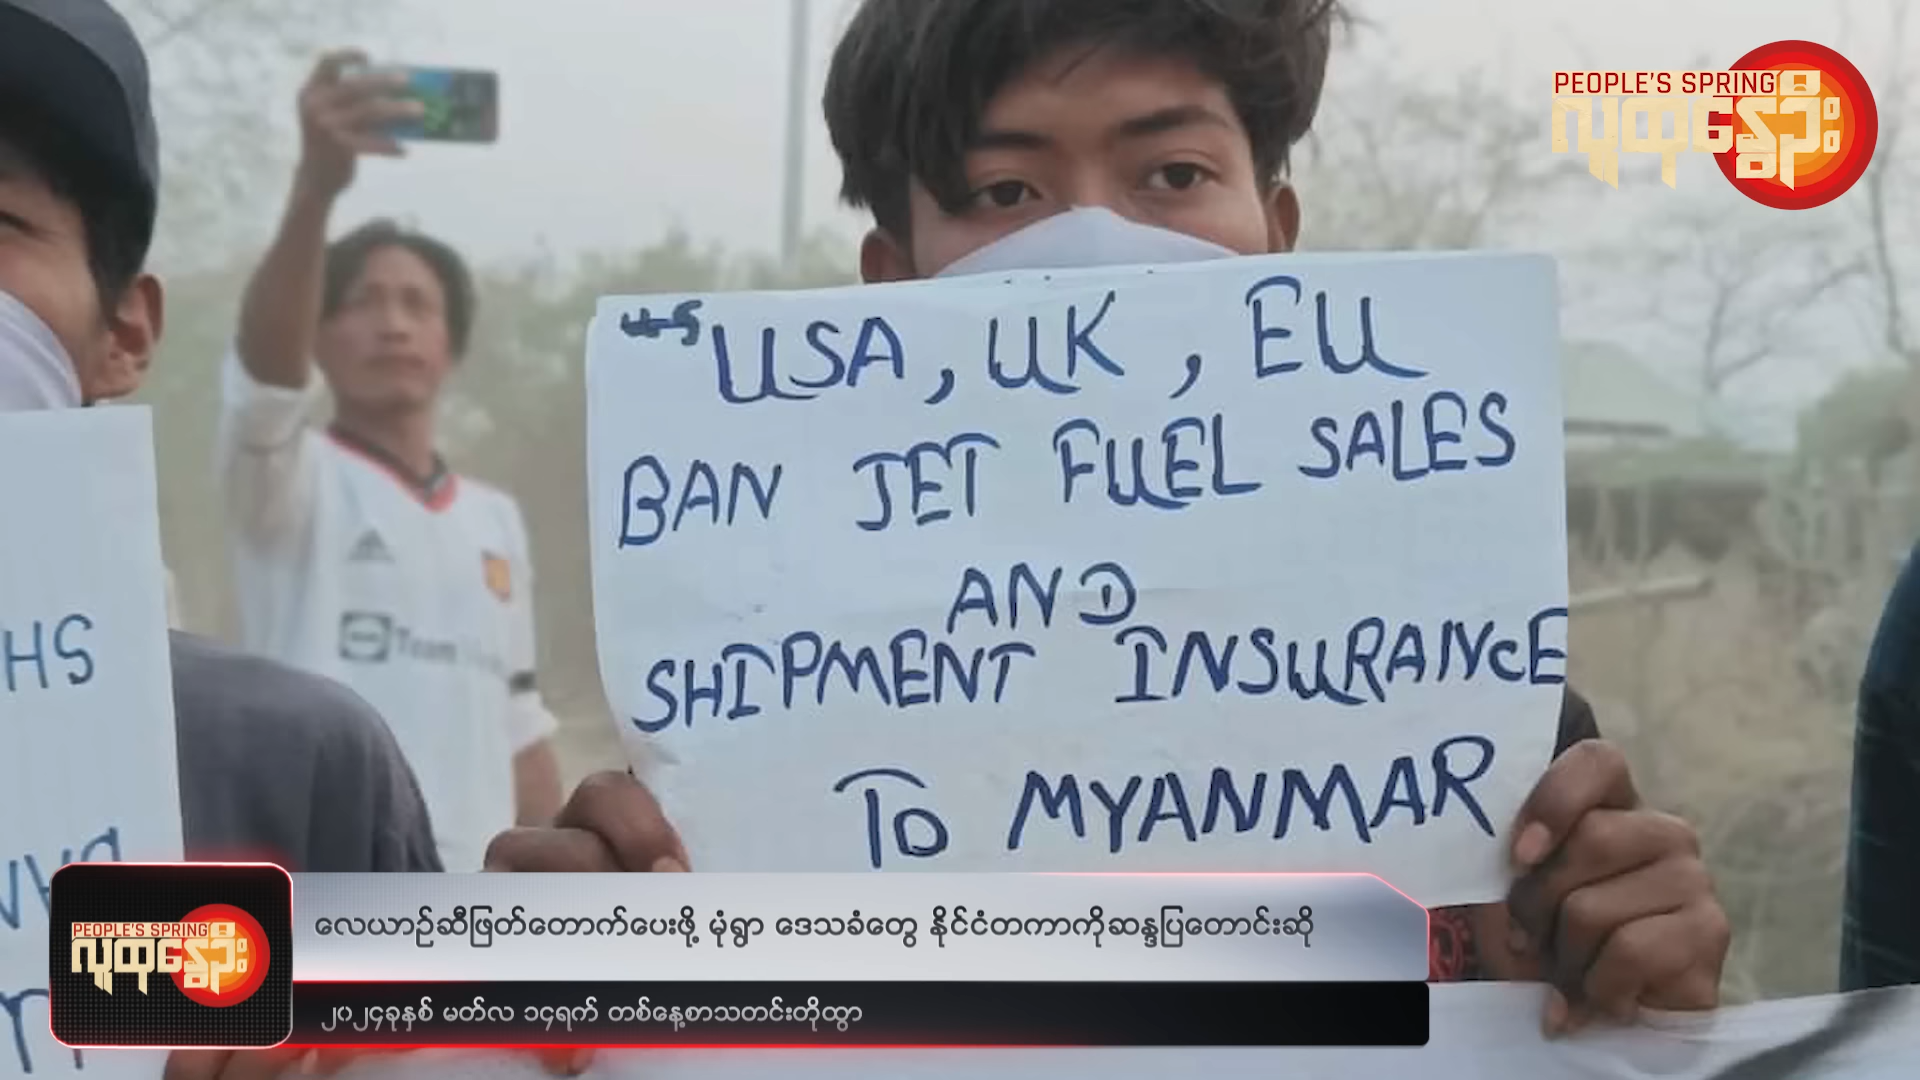 PEOPLE'S SPRING
လူထုနွေဦး
USA, UK, EU
BAN JET FUEL SALES
AND
SHIPMENT INSURANCE
TO MYANMAR
HS
Team
PEOPLE'S SPRING
လူထုနွေဦး
လေယာဉ်ဆီဖြတ်တောက်ပေးဖို့ မုံရွာ ဒေသခံတွေ နိုင်ငံတကာကိုဆန္ဒပြတောင်းဆို
၂၀၂၄ခုနှစ် မတ်လ ၁၄ရက် တစ်နေ့စာသတင်းတိုထွာ